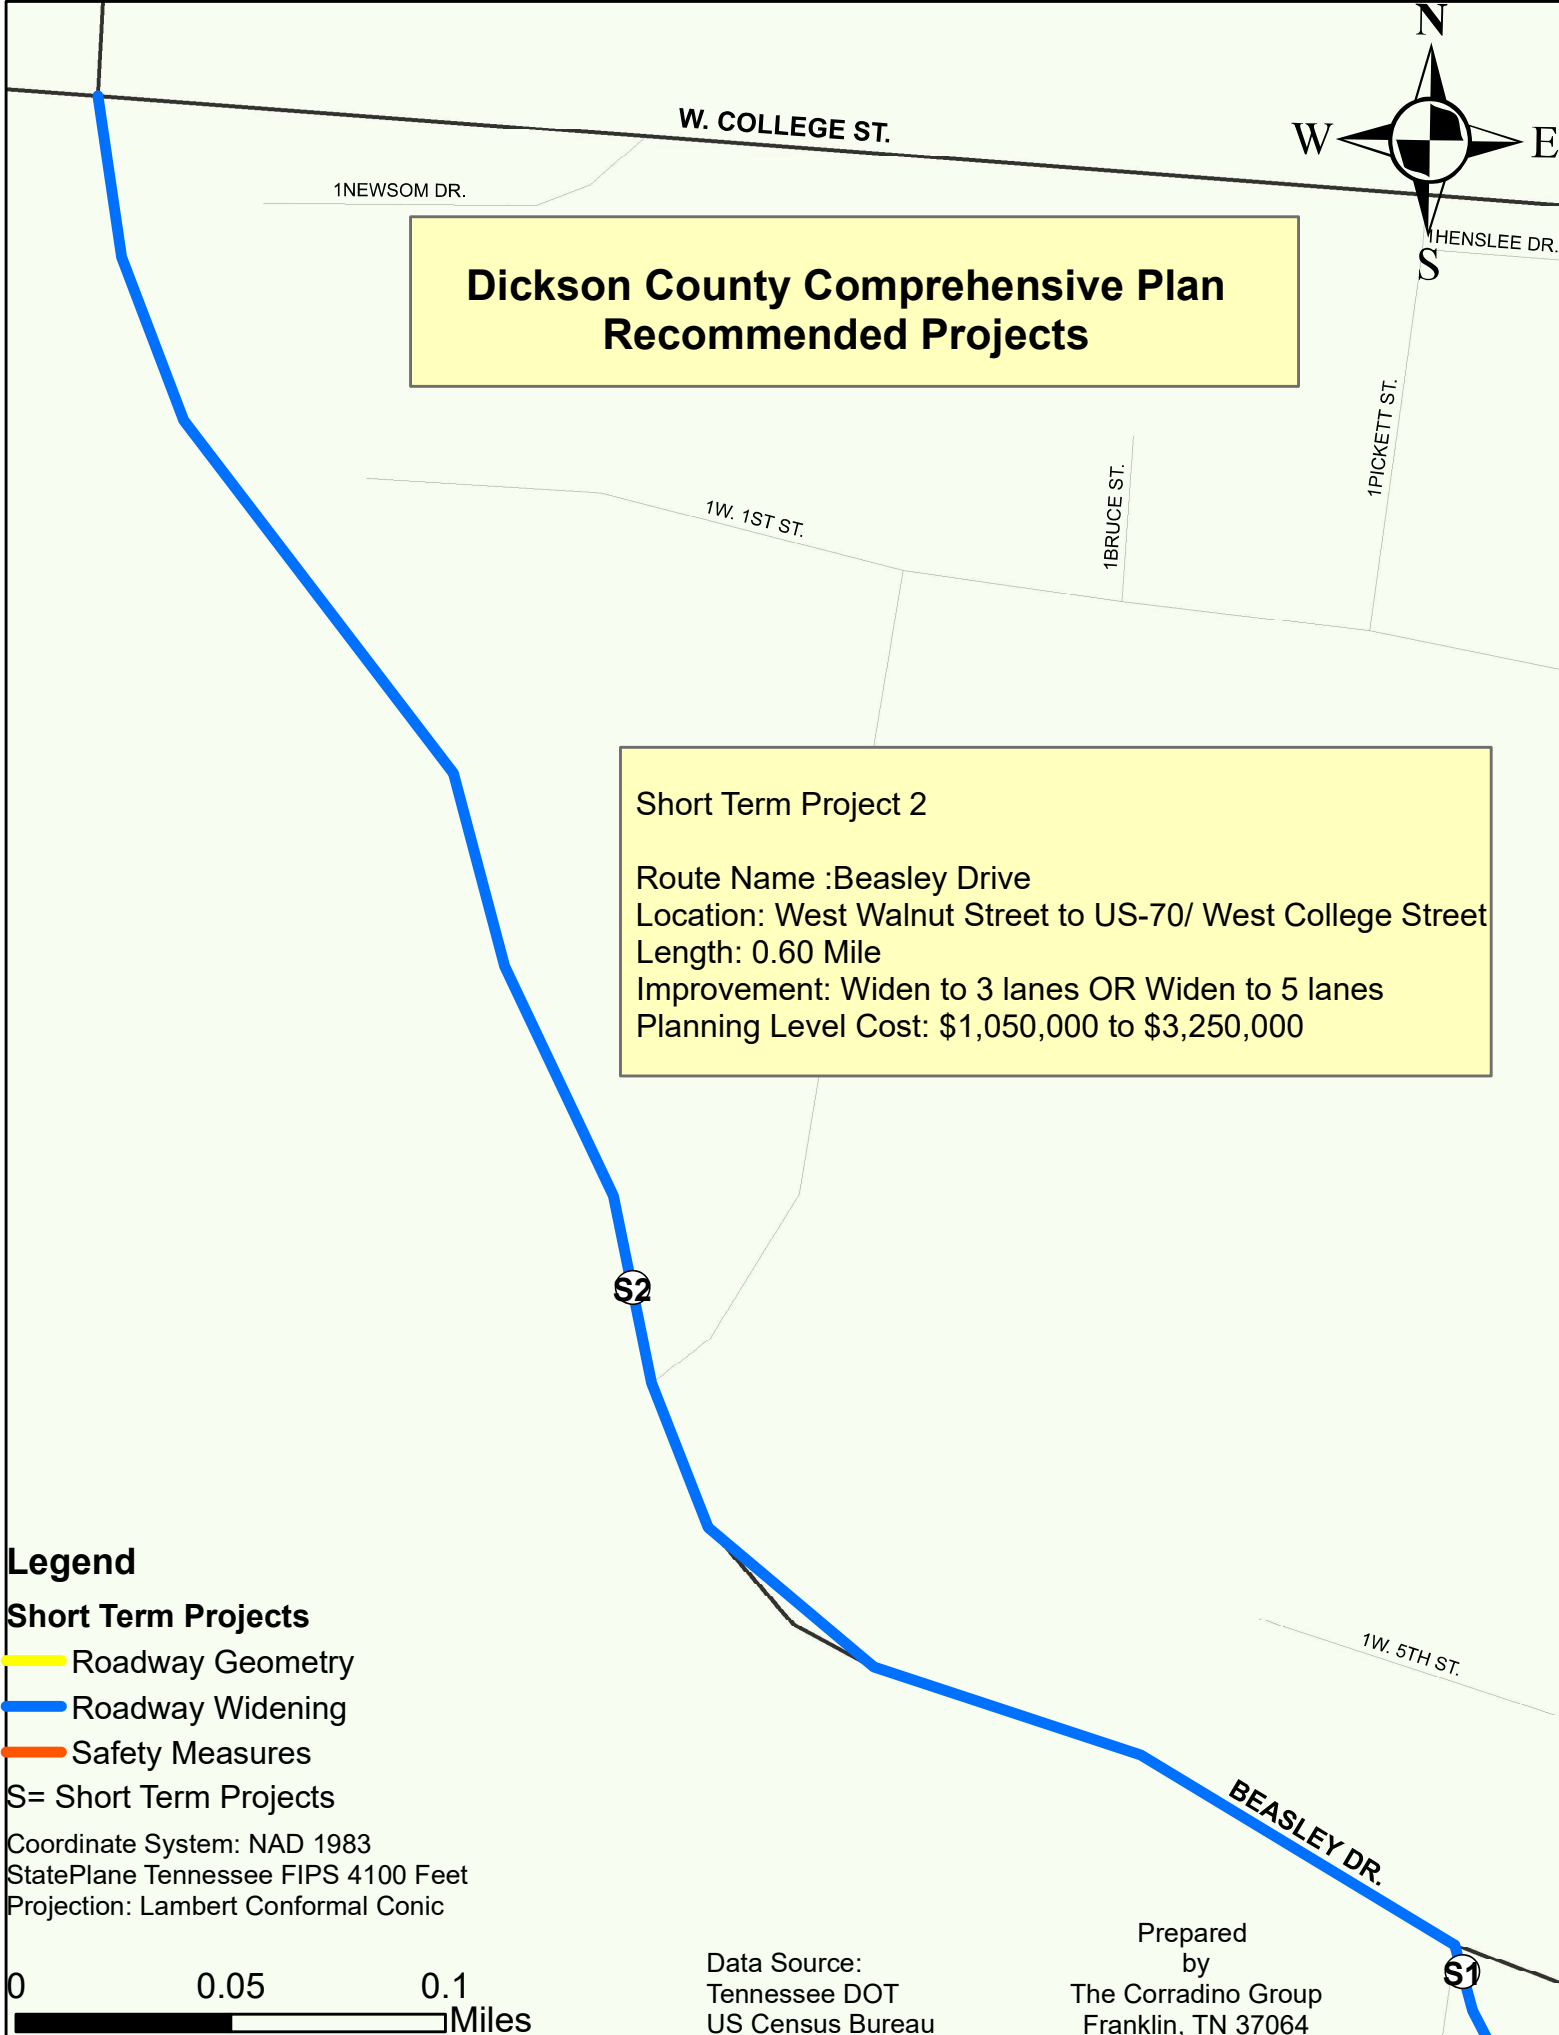 N
W. COLLEGE ST.
W
E
1NEWSOM DR.
1HENSLEE DR.
S
Dickson County Comprehensive Plan
Recommended Projects
1PICKETT ST.
1BRUCE ST.
1W. 1ST ST.
Short Term Project 2
Route Name :Beasley Drive
Location: West Walnut Street to US-70/ West College Street
Length: 0.60 Mile
Improvement: Widen to 3 lanes OR Widen to 5 lanes
Planning Level Cost: $1,050,000 to $3,250,000
S2
1W. 5TH ST.
BEASLEY DR.
S1
Legend
Short Term Projects
Roadway Geometry
Roadway Widening
Safety Measures
S= Short Term Projects
Coordinate System: NAD 1983
StatePlane Tennessee FIPS 4100 Feet
Projection: Lambert Conformal Conic
0 0.05 0.1
Miles
Data Source:
Tennessee DOT
US Census Bureau
Prepared
by
The Corradino Group
Franklin, TN 37064